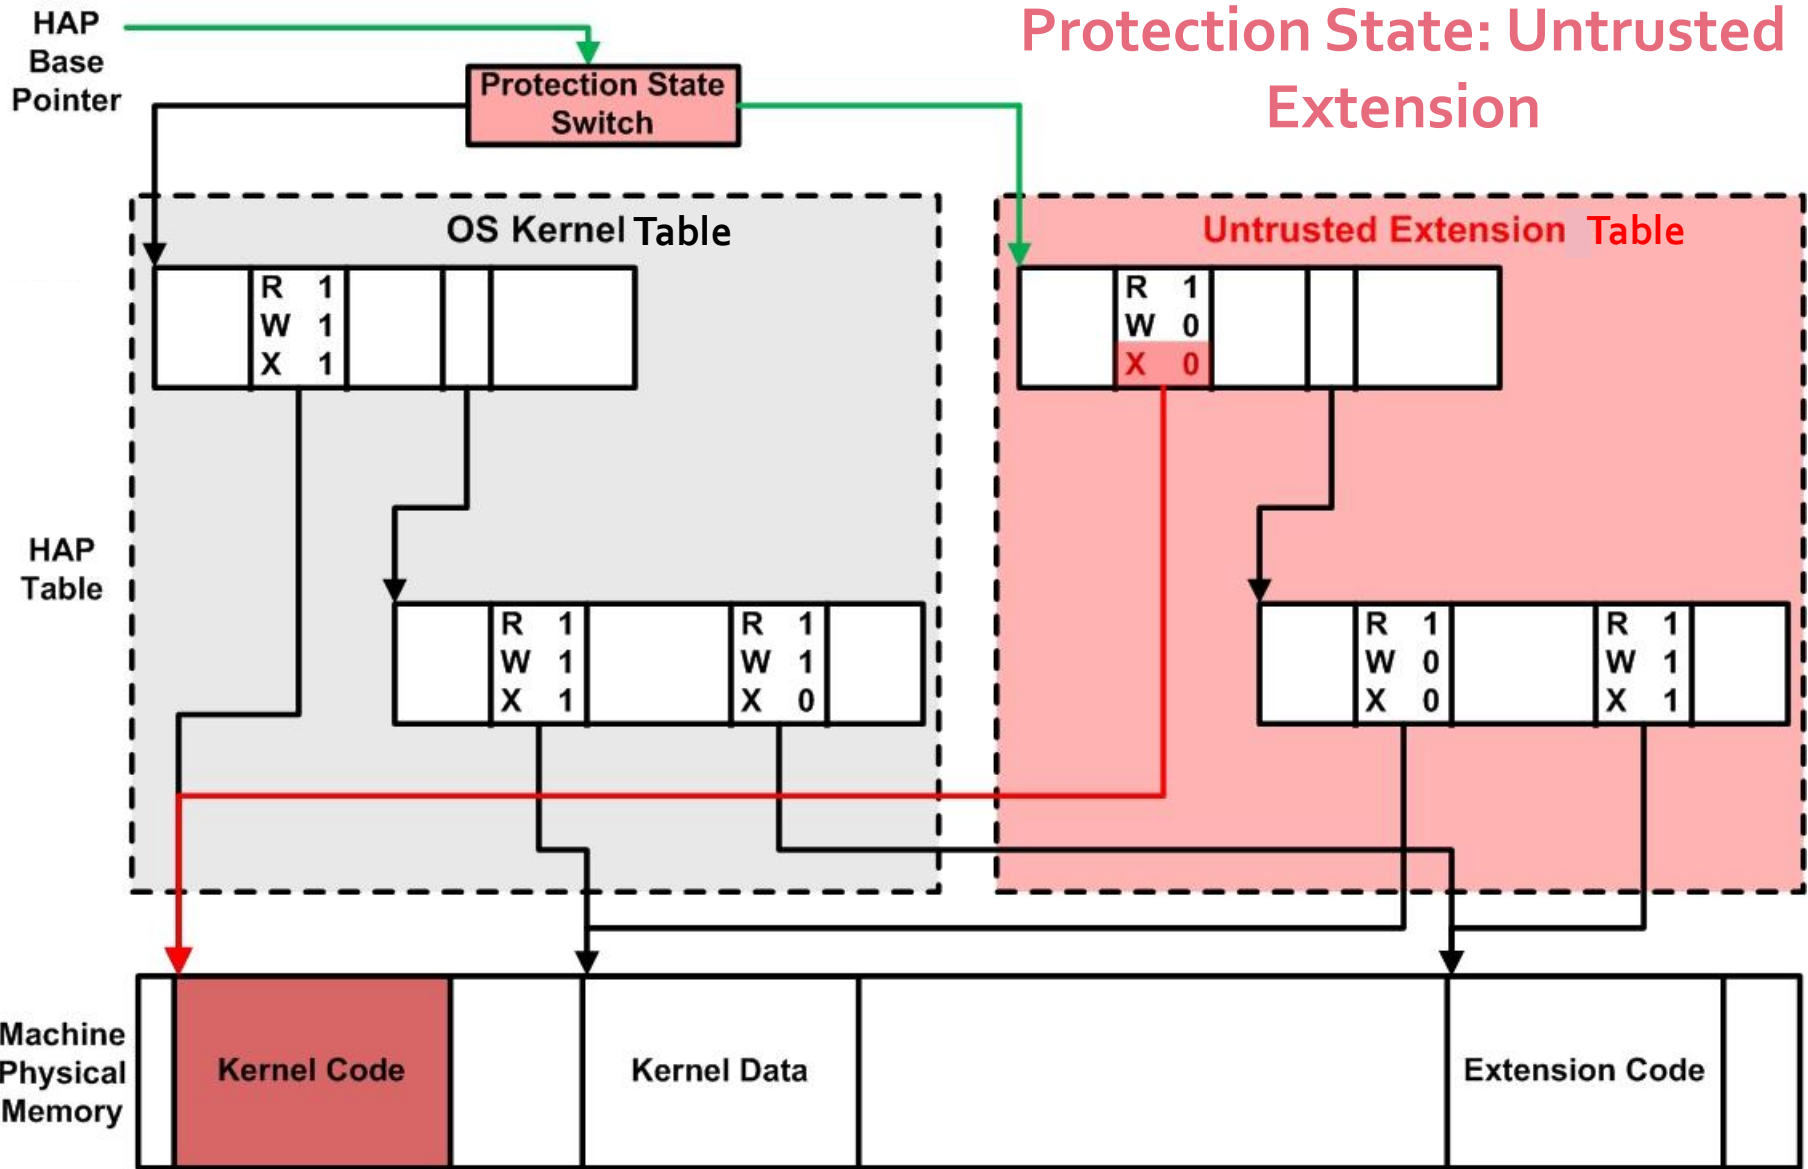 HAP
Base
Pointer
Protection State: Untrusted
Extension
Protection State
Switch
OS Kernel Table
Untrusted Extension Table
R 1
W 1
X 1
R 1
W 0
X 0
HAP
Table
R 1
W 1
X 1
R 1
W 1
X 0
R 1
W 0
X 0
R 1
W 1
X 1
Machine
Physical
Memory
Kernel Code
Kernel Data
Extension Code